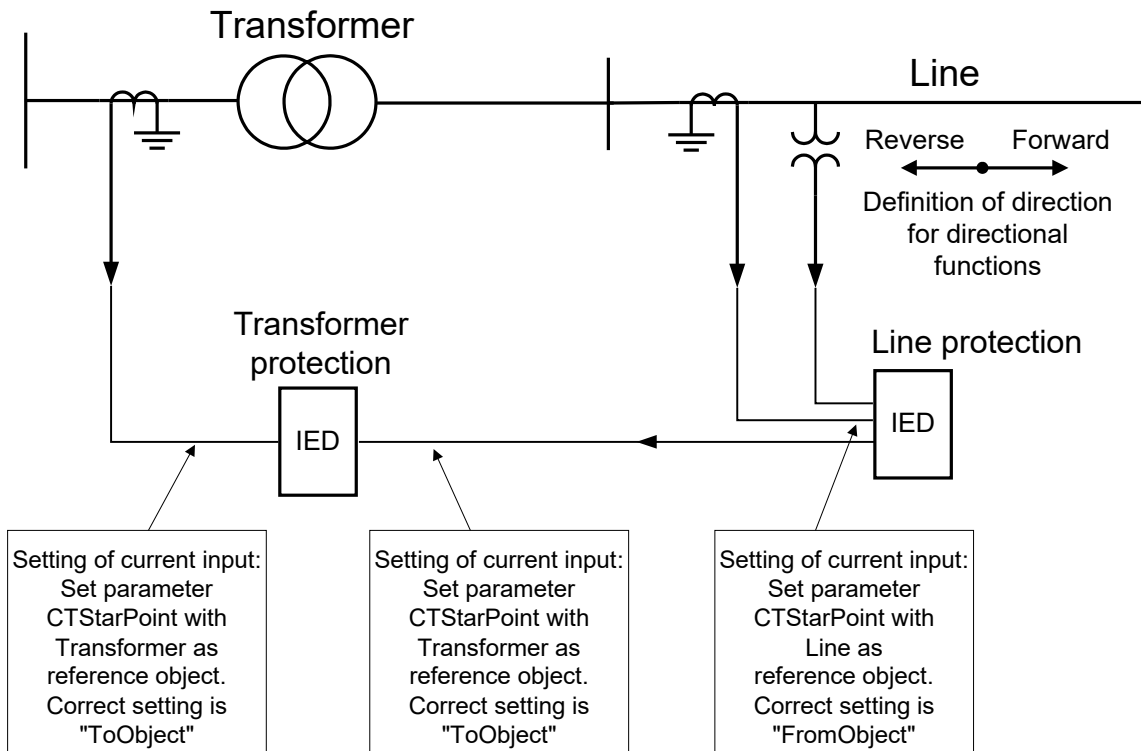 Transformer
Line
Reverse Forward
Definition of direction
for directional
functions
Transformer
protection
Line protection
IED
IED
Setting of current input:
Set parameter
CTStarPoint with
Transformer as
reference object.
Correct setting is
"ToObject"
Setting of current input:
Set parameter
CTStarPoint with
Transformer as
reference object.
Correct setting is
"ToObject"
Setting of current input:
Set parameter
CTStarPoint with
Line as
reference object.
Correct setting is
"FromObject"